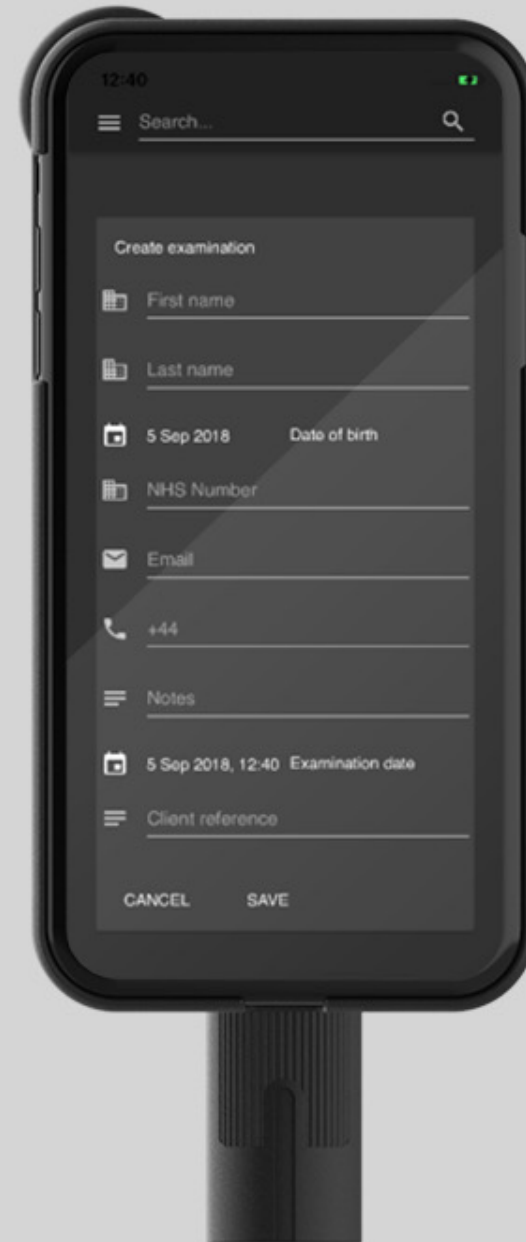 12:40
Search...
Create examination
First name
Last name
5 Sep 2018 Date of birth
NHS Number
Email
+44
Notes
5 Sep 2018, 12:40 Examination date
Client reference
CANCEL SAVE